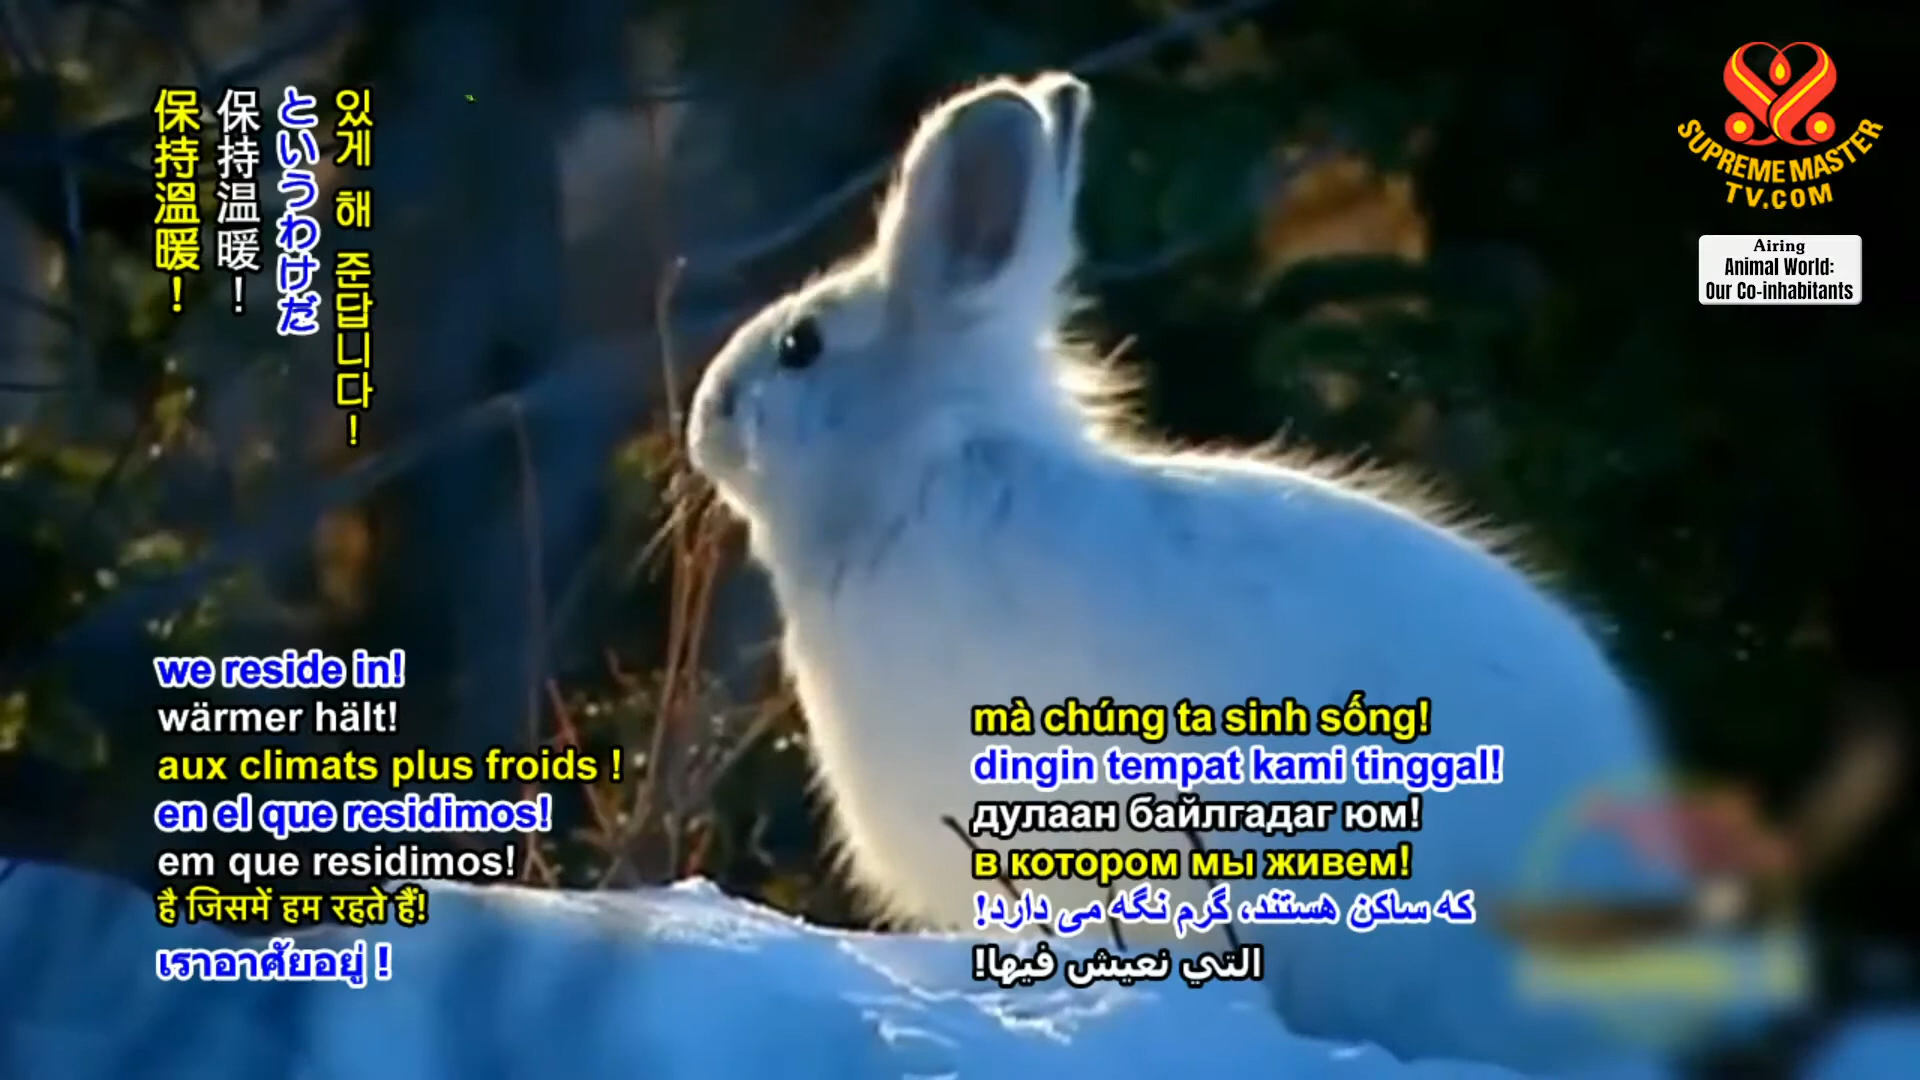 保持溫暖！
保持温暖！
というわけだ
있게 해 준답니다!
SUPREME MASTER
TV.COM
Airing
Animal World:
Our Co-inhabitants
we reside in!
wärmer hält!
aux climats plus froids !
en el que residimos!
em que residimos!
है जिसमें हम रहते हैं!
เราอาศัยอยู่ !
mà chúng ta sinh sống!
dingin tempat kami tinggal!
дулаан байлгадаг юм!
в котором мы живем!
که ساکن هستند، گرم نگه می دارد!
التي نعيش فيها!